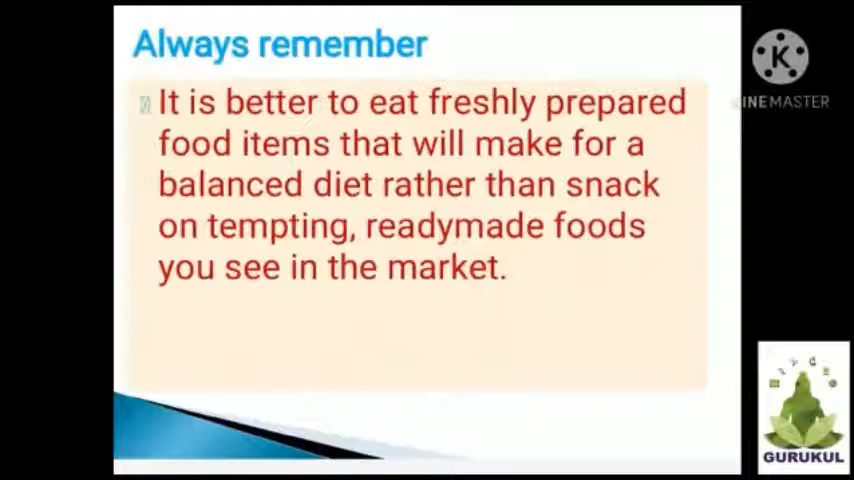 Always remember
It is better to eat freshly prepared
food items that will make for a
balanced diet rather than snack
on tempting, readymade foods
you see in the market.
K
INEMASTER
GURUKUL